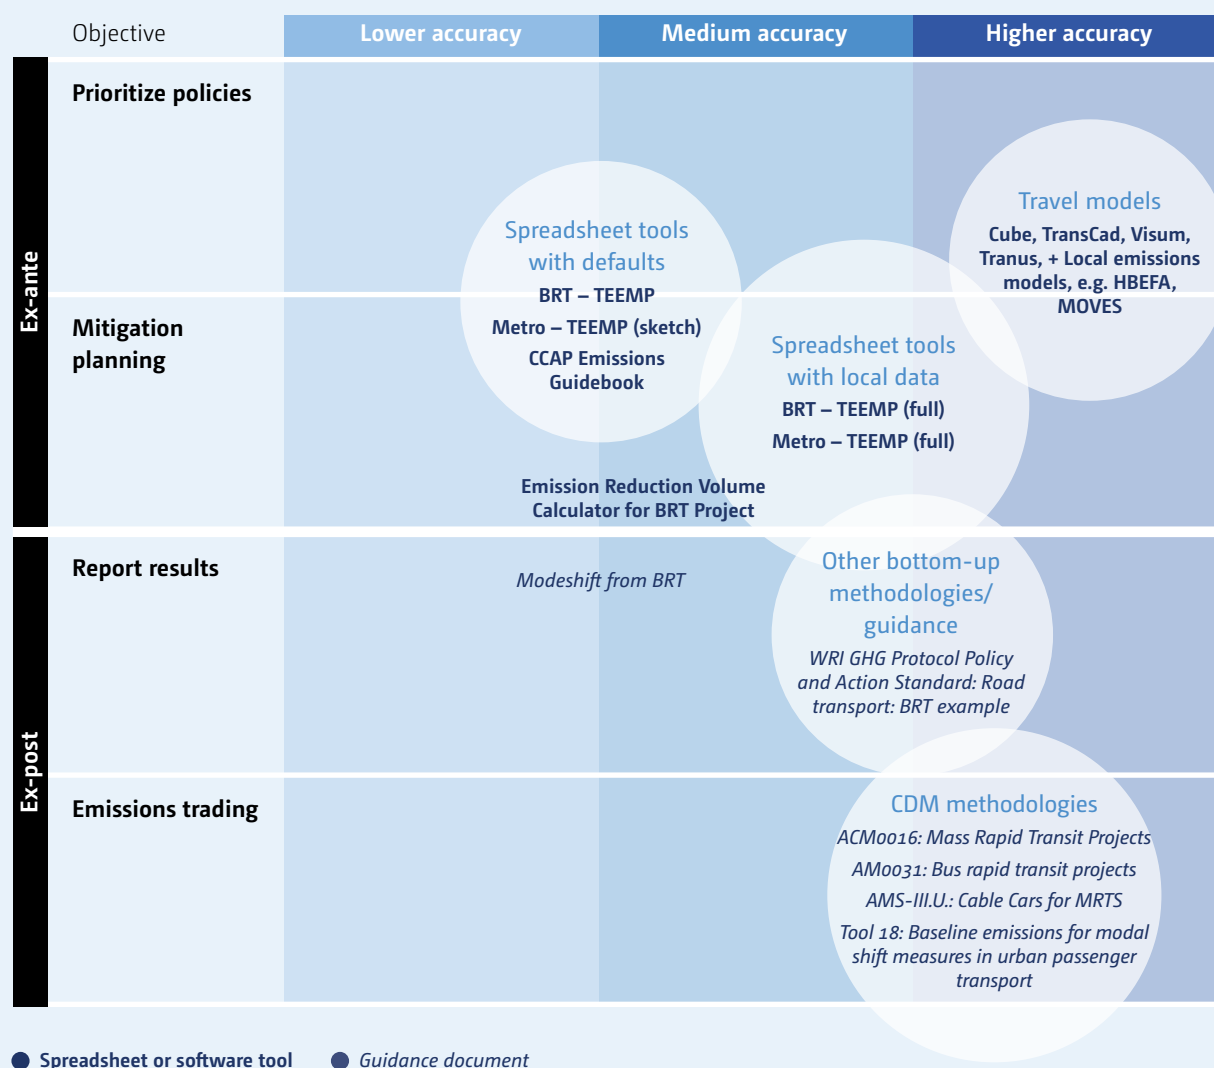 Objective
Lower accuracy
Medium accuracy
Higher accuracy
Ex-ante
Prioritize policies
Travel models
Cube, TransCad, Visum,
Tranus, + Local emissions
models, e.g. HBEFA,
MOVES
Spreadsheet tools
with defaults
BRT – TEEMP
Metro – TEEMP (sketch)
CCAP Emissions
Guidebook
Mitigation
planning
Spreadsheet tools
with local data
BRT – TEEMP (full)
Metro – TEEMP (full)
Emission Reduction Volume
Calculator for BRT Project
Ex-post
Report results
Modeshift from BRT
Other bottom-up
methodologies/
guidance
WRI GHG Protocol Policy
and Action Standard: Road
transport: BRT example
Emissions trading
CDM methodologies
ACM0016: Mass Rapid Transit Projects
AM0031: Bus rapid transit projects
AMS-III.U.: Cable Cars for MRTS
Tool 18: Baseline emissions for modal
shift measures in urban passenger
transport
Spreadsheet or software tool
Guidance document